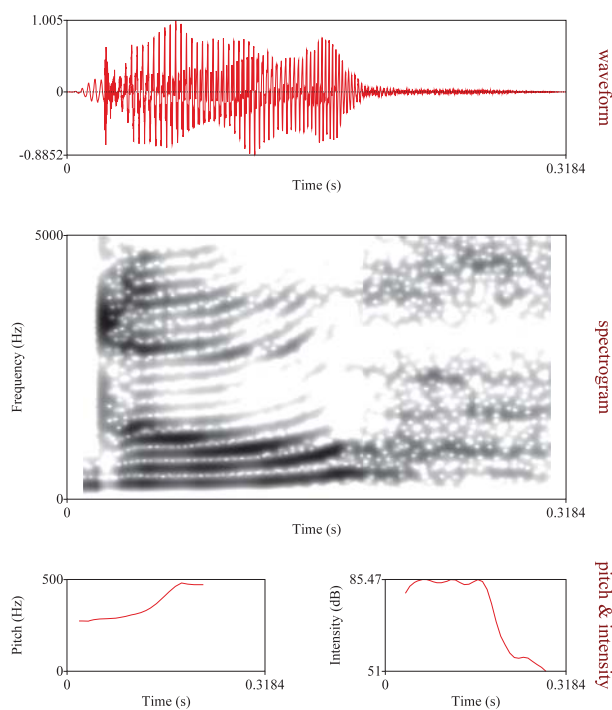 1.005
0
-0.8852
0
0.3184
Time (s)
waveform
5000
Frequency (Hz)
0
0
0.3184
Time (s)
spectrogram
500
Pitch (Hz)
0
0
0.3184
Time (s)
85.47
Intensity (dB)
51
0
0.3184
Time (s)
pitch & intensity